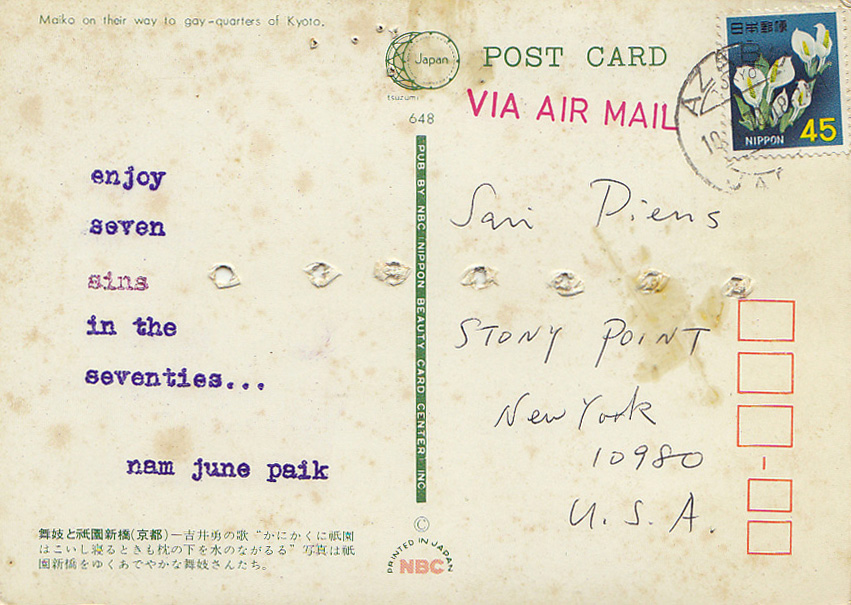 Maiko on their way to gay-quarters of Kyoto.
Japan
tsuzumi
POST CARD
VIA AIR MAIL
648
日本郵便
NIPPON
45
enjoy
seven
sins
in the
seventies...
nam june paik
PUB BY NBC NIPPON BEAUTY CARD CENTER INC
Sari Diens
STONY POINT
New York
10980
U. S. A.
舞妓と祇園新橋(京都)―吉井勇の歌“かにかくに祇園
はこいし寝るときも枕の下を水のながるる”写真は祇
園新橋をゆくあでやかな舞妓さんたち。
©
PRINTED IN JAPAN
NBC